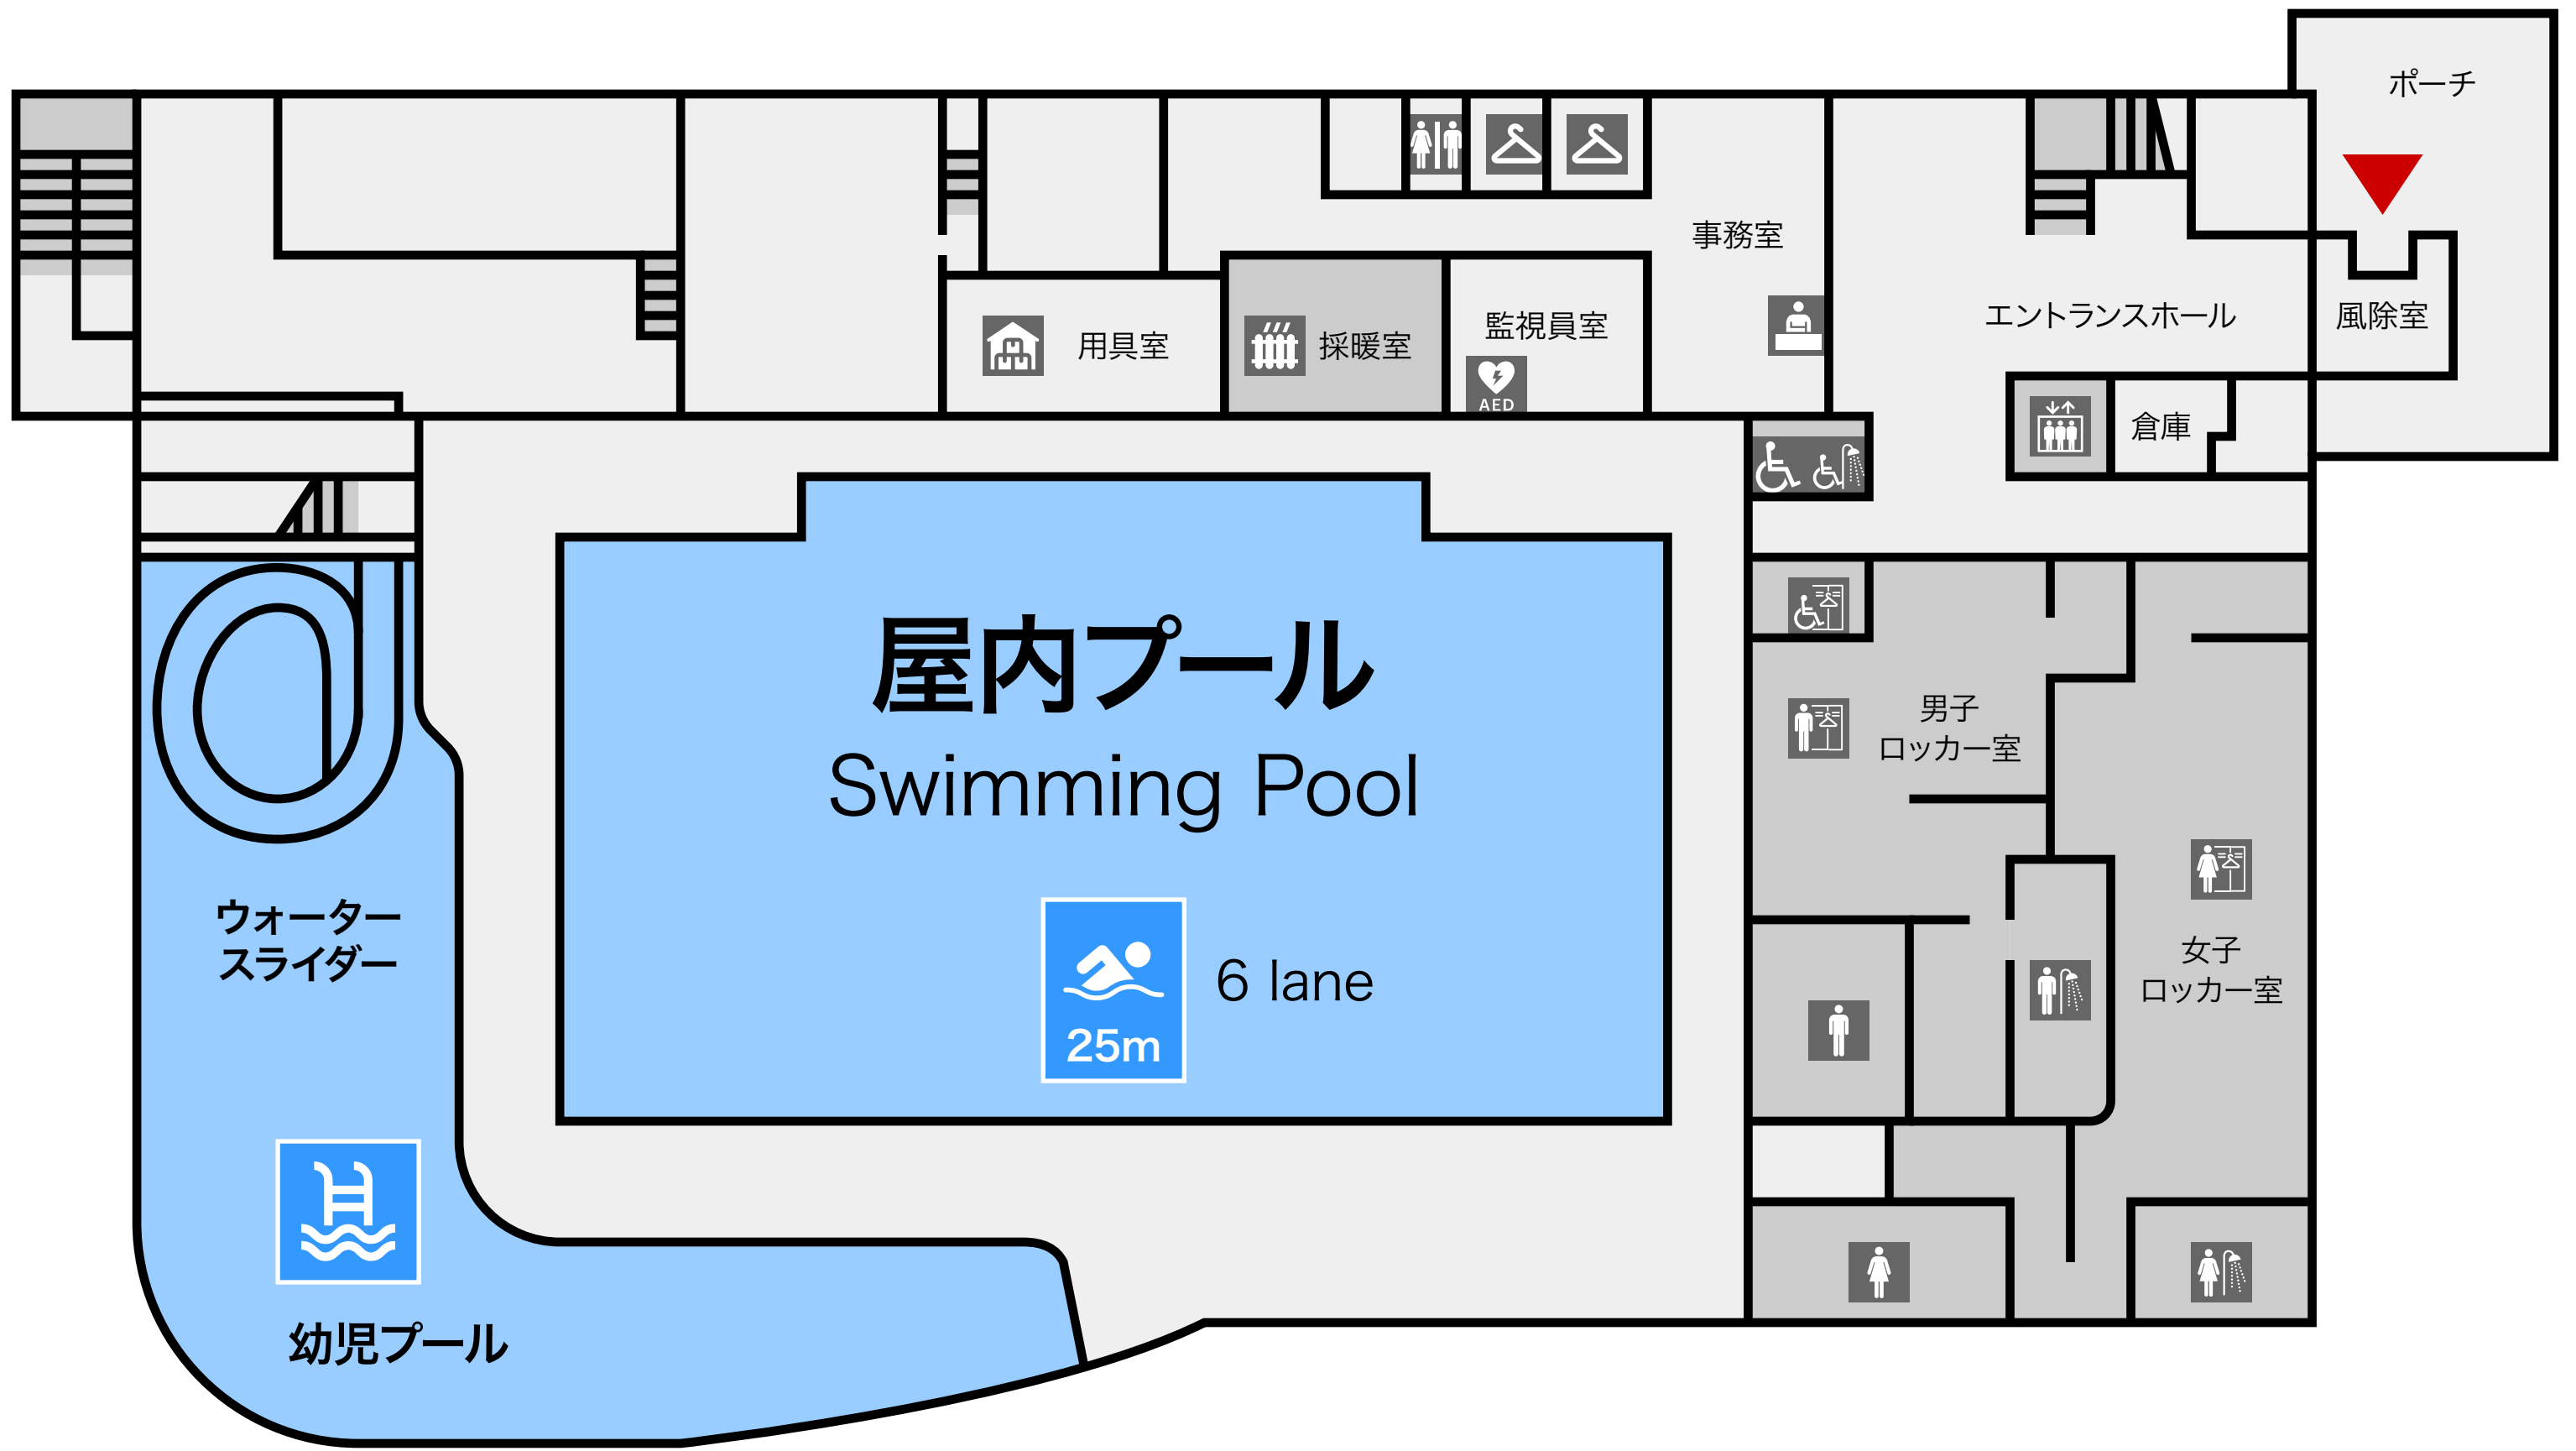 ポーチ
事務室
エントランスホール
風除室
用具室
採暖室
監視員室
AED
倉庫
屋内プール
Swimming Pool
25m
6 lane
男子
ロッカー室
女子
ロッカー室
ウォーター
スライダー
幼児プール